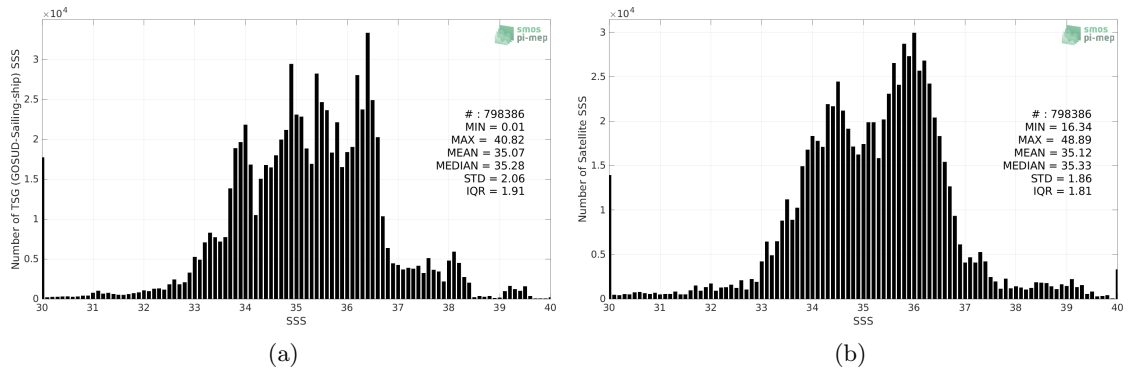 ×10⁴
smos
pi-mep
3
2.5
2
1.5
1
0.5
0
Number of TSG (GOSUD-Sailing-ship) SSS
# : 798386
MIN = 0.01
MAX = 40.82
MEAN = 35.07
MEDIAN = 35.28
STD = 2.06
IQR = 1.91
30 31 32 33 34 35 36 37 38 39 40
SSS
(a)
×10⁴
smos
pi-mep
3
2.5
2
1.5
1
0.5
0
Number of Satellite SSS
# : 798386
MIN = 16.34
MAX = 48.89
MEAN = 35.12
MEDIAN = 35.33
STD = 1.86
IQR = 1.81
30 31 32 33 34 35 36 37 38 39 40
SSS
(b)